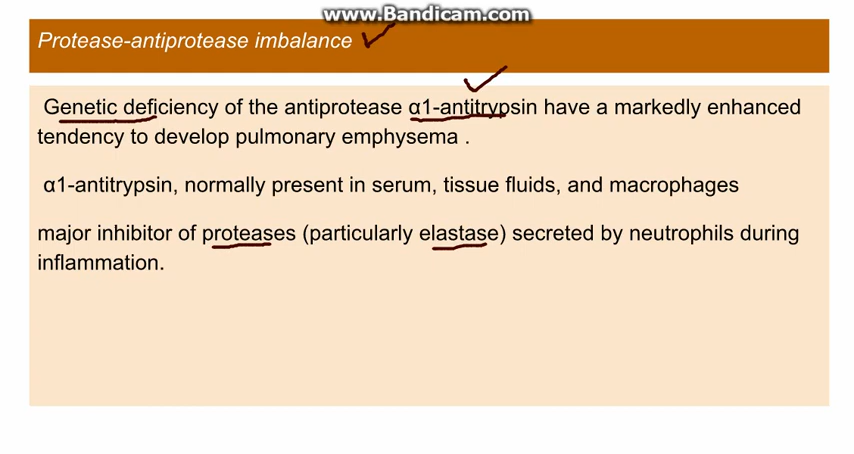 www.Bandicam.com
Protease-antiprotease imbalance
Genetic deficiency of the antiprotease α1-antitrypsin have a markedly enhanced
tendency to develop pulmonary emphysema .
α1-antitrypsin, normally present in serum, tissue fluids, and macrophages
major inhibitor of proteases (particularly elastase) secreted by neutrophils during
inflammation.